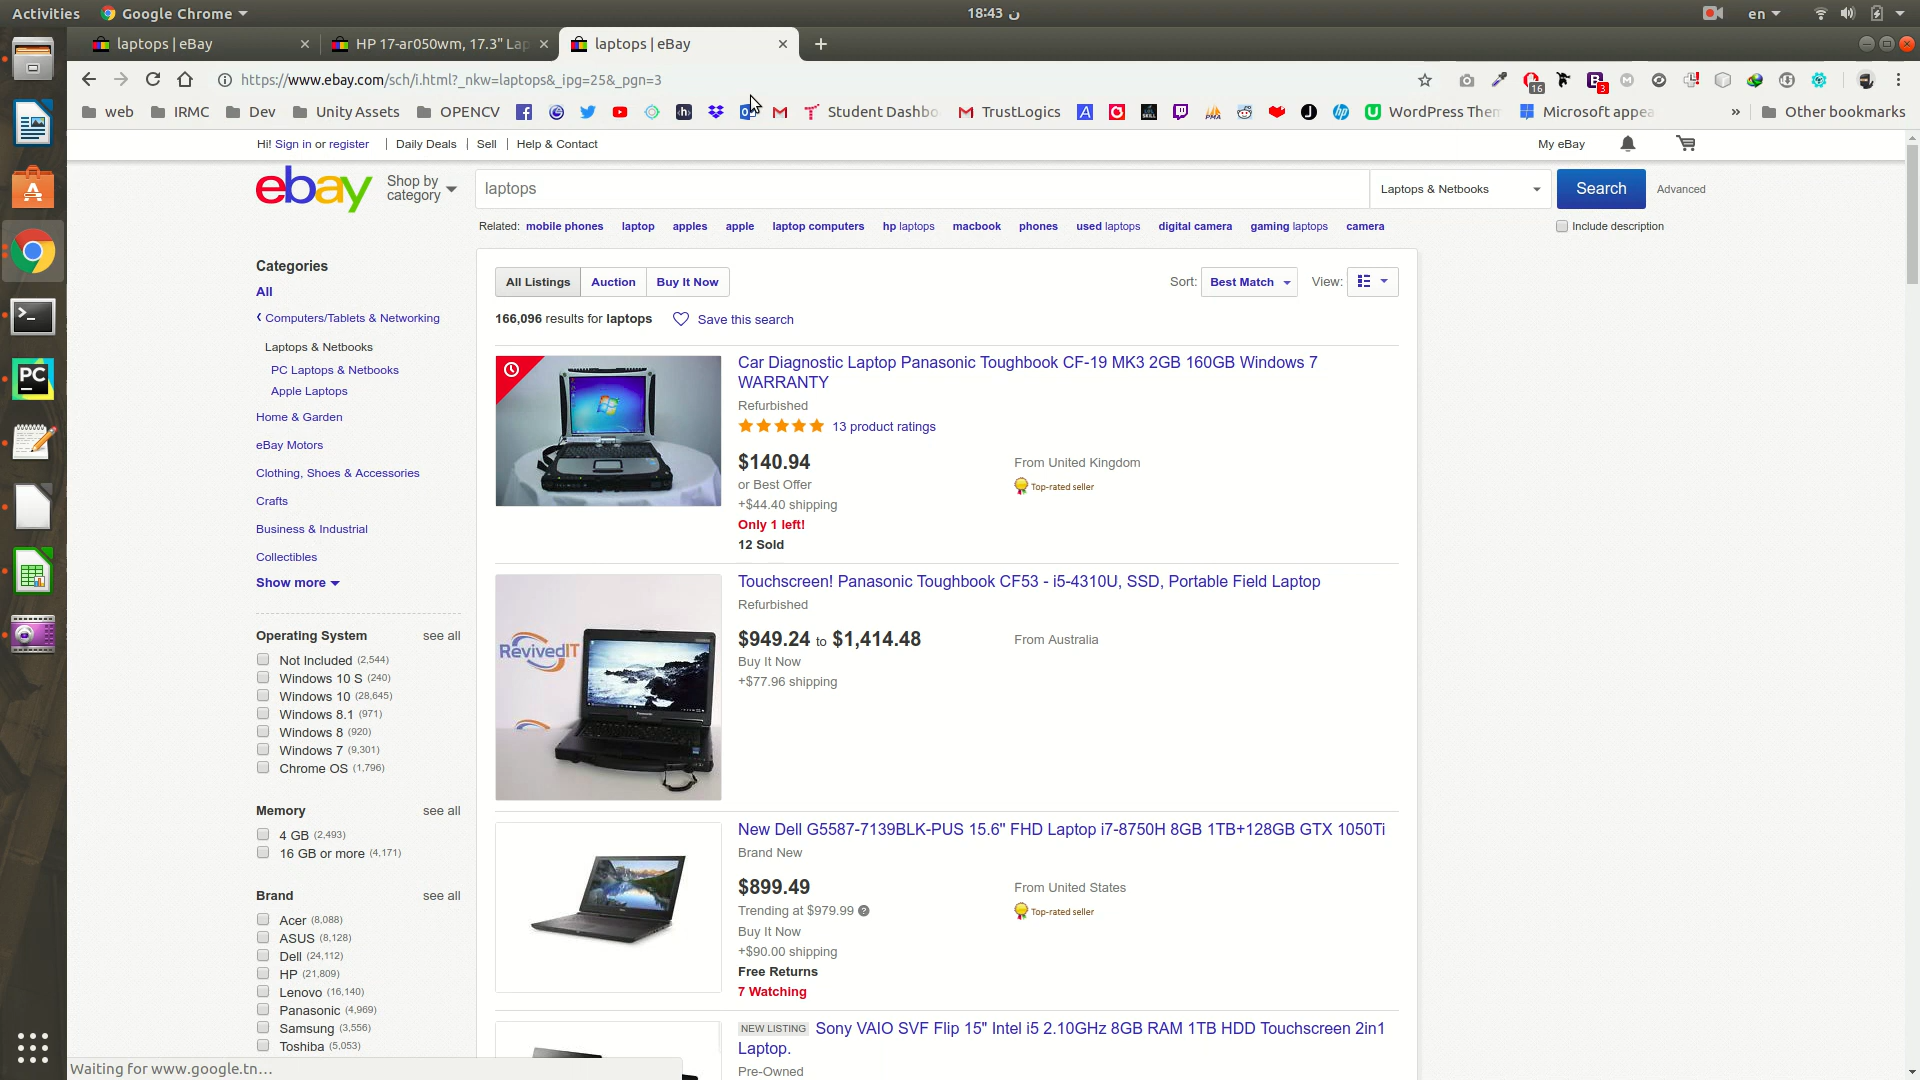 Activities
Google Chrome
18:43 ن
en
laptops | eBay
HP 17-ar050wm, 17.3" Lap
laptops | eBay
https://www.ebay.com/sch/i.html?_nkw=laptops&_ipg=25&_pgn=3
16
3
web
IRMC
Dev
Unity Assets
OPENCV
Student Dashbo
TrustLogics
WordPress Them
Microsoft appea
» Other bookmarks
Hi! Sign in or register
Daily Deals
Sell
Help & Contact
My eBay
ebay
Shop by
category
laptops
Laptops & Netbooks
Search
Advanced
Related: mobile phones laptop apples apple laptop computers hp laptops macbook phones used laptops digital camera gaming laptops camera
Include description
Categories
All
Computers/Tablets & Networking
Laptops & Netbooks
PC Laptops & Netbooks
Apple Laptops
Home & Garden
eBay Motors
Clothing, Shoes & Accessories
Crafts
Business & Industrial
Collectibles
Show more
Operating System see all
Not Included (2,544)
Windows 10 S (240)
Windows 10 (28,645)
Windows 8.1 (971)
Windows 8 (920)
Windows 7 (9,301)
Chrome OS (1,796)
Memory see all
4 GB (2,493)
16 GB or more (4,171)
Brand see all
Acer (8,088)
ASUS (8,128)
Dell (24,112)
HP (21,809)
Lenovo (16,140)
Panasonic (4,969)
Samsung (3,556)
Toshiba (5,053)
All Listings
Auction
Buy It Now
Sort: Best Match
View:
166,096 results for laptops
Save this search
Car Diagnostic Laptop Panasonic Toughbook CF-19 MK3 2GB 160GB Windows 7
WARRANTY
Refurbished
13 product ratings
$140.94
From United Kingdom
or Best Offer
Top-rated seller
+$44.40 shipping
Only 1 left!
12 Sold
RevivedIT
Touchscreen! Panasonic Toughbook CF53 - i5-4310U, SSD, Portable Field Laptop
Refurbished
$949.24 to $1,414.48
From Australia
Buy It Now
+$77.96 shipping
New Dell G5587-7139BLK-PUS 15.6" FHD Laptop i7-8750H 8GB 1TB+128GB GTX 1050Ti
Brand New
$899.49
From United States
Trending at $979.99
Top-rated seller
Buy It Now
+$90.00 shipping
Free Returns
7 Watching
NEW LISTING Sony VAIO SVF Flip 15" Intel i5 2.10GHz 8GB RAM 1TB HDD Touchscreen 2in1
Laptop.
Pre-Owned
Waiting for www.google.tn...
PC